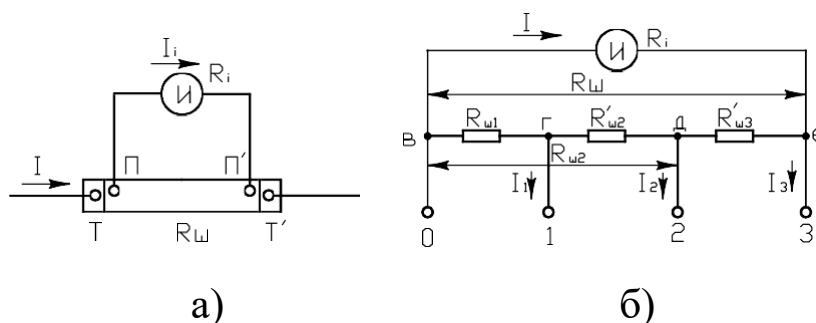 Ii
Ri
И
П
П′
I
T
Rш
T′
а)
I
И
Ri
Rш
Rш1
R′ш2
R′ш3
В
Г
Д
Rш2
I1
I2
I3
0
1
2
3
б)